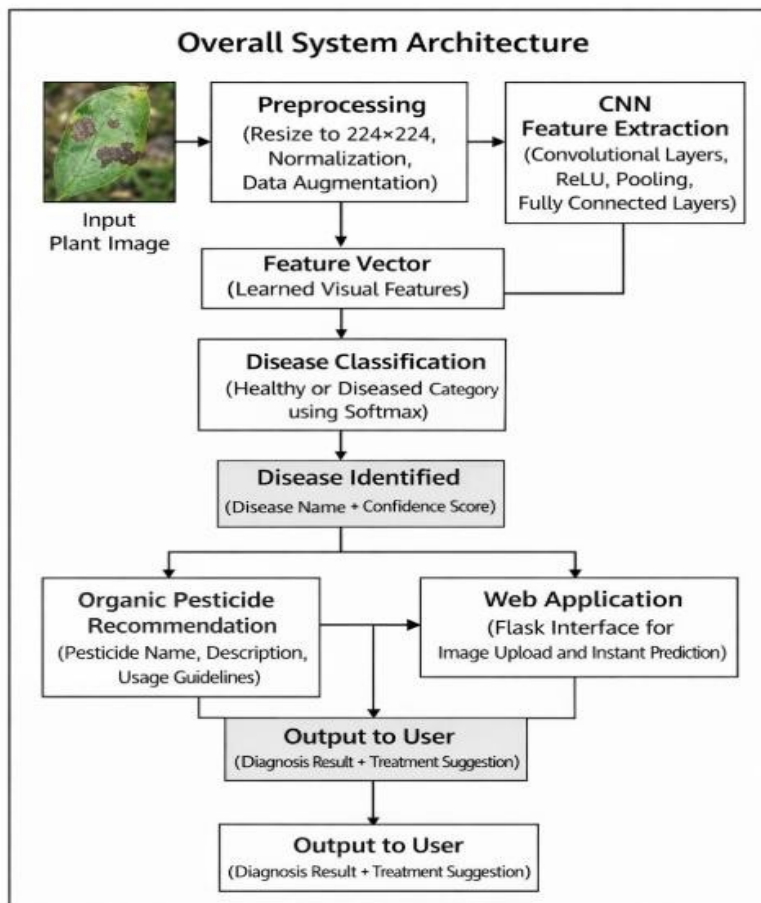 Overall System Architecture
Input
Plant Image
Preprocessing
(Resize to 224×224,
Normalization,
Data Augmentation)
CNN
Feature Extraction
(Convolutional Layers,
ReLU, Pooling,
Fully Connected Layers)
Feature Vector
(Learned Visual Features)
Disease Classification
(Healthy or Diseased Category
using Softmax)
Disease Identified
(Disease Name + Confidence Score)
Organic Pesticide
Recommendation
(Pesticide Name, Description,
Usage Guidelines)
Web Application
(Flask Interface for
Image Upload and Instant Prediction)
Output to User
(Diagnosis Result + Treatment Suggestion)
Output to User
(Diagnosis Result + Treatment Suggestion)